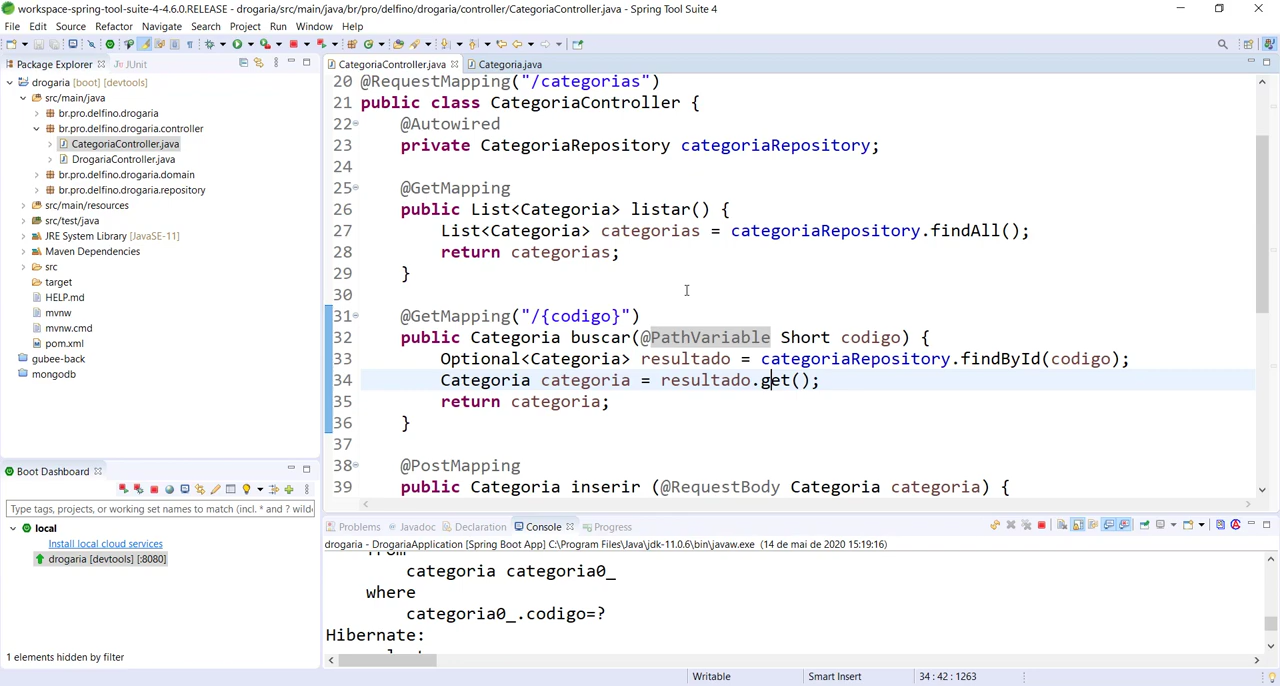 workspace-spring-tool-suite-4-4.6.0.RELEASE - drogaria/src/main/java/br/pro/delfino/drogaria/controller/CategoriaController.java - Spring Tool Suite 4
File Edit Source Refactor Navigate Search Project Run Window Help
Package Explorer JUnit
drogaria [boot] [devtools]
src/main/java
br.pro.delfino.drogaria
br.pro.delfino.drogaria.controller
CategoriaController.java
DrogariaController.java
br.pro.delfino.drogaria.domain
br.pro.delfino.drogaria.repository
src/main/resources
src/test/java
JRE System Library [JavaSE-11]
Maven Dependencies
src
target
HELP.md
mvnw
mvnw.cmd
pom.xml
gubee-back
mongodb
CategoriaController.java Categoria.java
20 @RequestMapping("/categorias")
21 public class CategoriaController {
22 @Autowired
23 private CategoriaRepository categoriaRepository;
24
25 @GetMapping
26 public List<Categoria> listar() {
27 List<Categoria> categorias = categoriaRepository.findAll();
28 return categorias;
29 }
30
31 @GetMapping("/{codigo}")
32 public Categoria buscar(@PathVariable Short codigo) {
33 Optional<Categoria> resultado = categoriaRepository.findById(codigo);
34 Categoria categoria = resultado.get();
35 return categoria;
36 }
37
38 @PostMapping
39 public Categoria inserir (@RequestBody Categoria categoria) {
Boot Dashboard
Type tags, projects, or working set names to match (incl. * and ? wild
local
Install local cloud services
drogaria [devtools] [:8080]
1 elements hidden by filter
Problems Javadoc Declaration Console Progress
drogaria - DrogariaApplication [Spring Boot App] C:\Program Files\Java\jdk-11.0.6\bin\javaw.exe (14 de mai de 2020 15:19:16)
from
categoria categoria0_
where
categoria0_.codigo=?
Hibernate:
Writable Smart Insert 34 : 42 : 1263